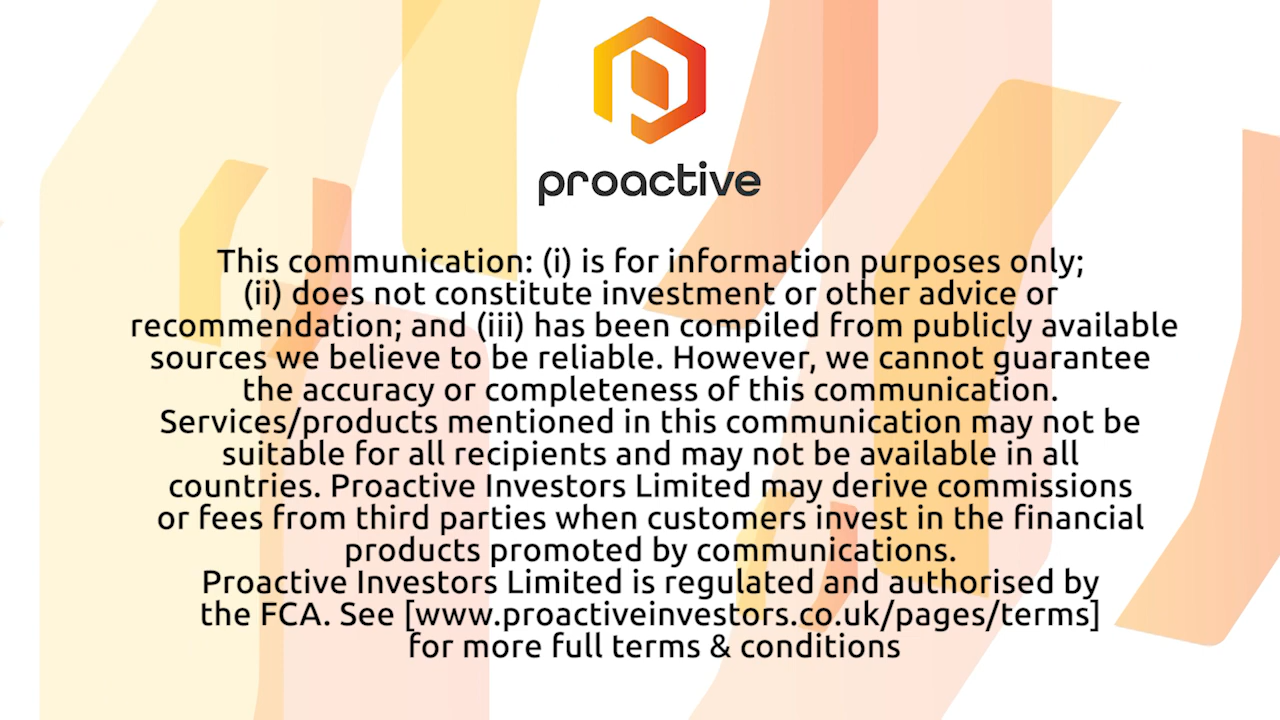 proactive
This communication: (i) is for information purposes only;
(ii) does not constitute investment or other advice or
recommendation; and (iii) has been compiled from publicly available
sources we believe to be reliable. However, we cannot guarantee
the accuracy or completeness of this communication.
Services/products mentioned in this communication may not be
suitable for all recipients and may not be available in all
countries. Proactive Investors Limited may derive commissions
or fees from third parties when customers invest in the financial
products promoted by communications.
Proactive Investors Limited is regulated and authorised by
the FCA. See [www.proactiveinvestors.co.uk/pages/terms]
for more full terms & conditions